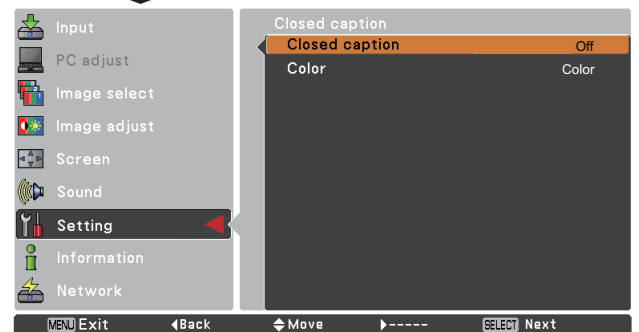 Input
PC adjust
Image select
Image adjust
Screen
Sound
Setting
Information
Network
Closed caption
Closed caption Off
Color Color
MENU Exit ◀Back ◆Move ▶----- SELECT Next